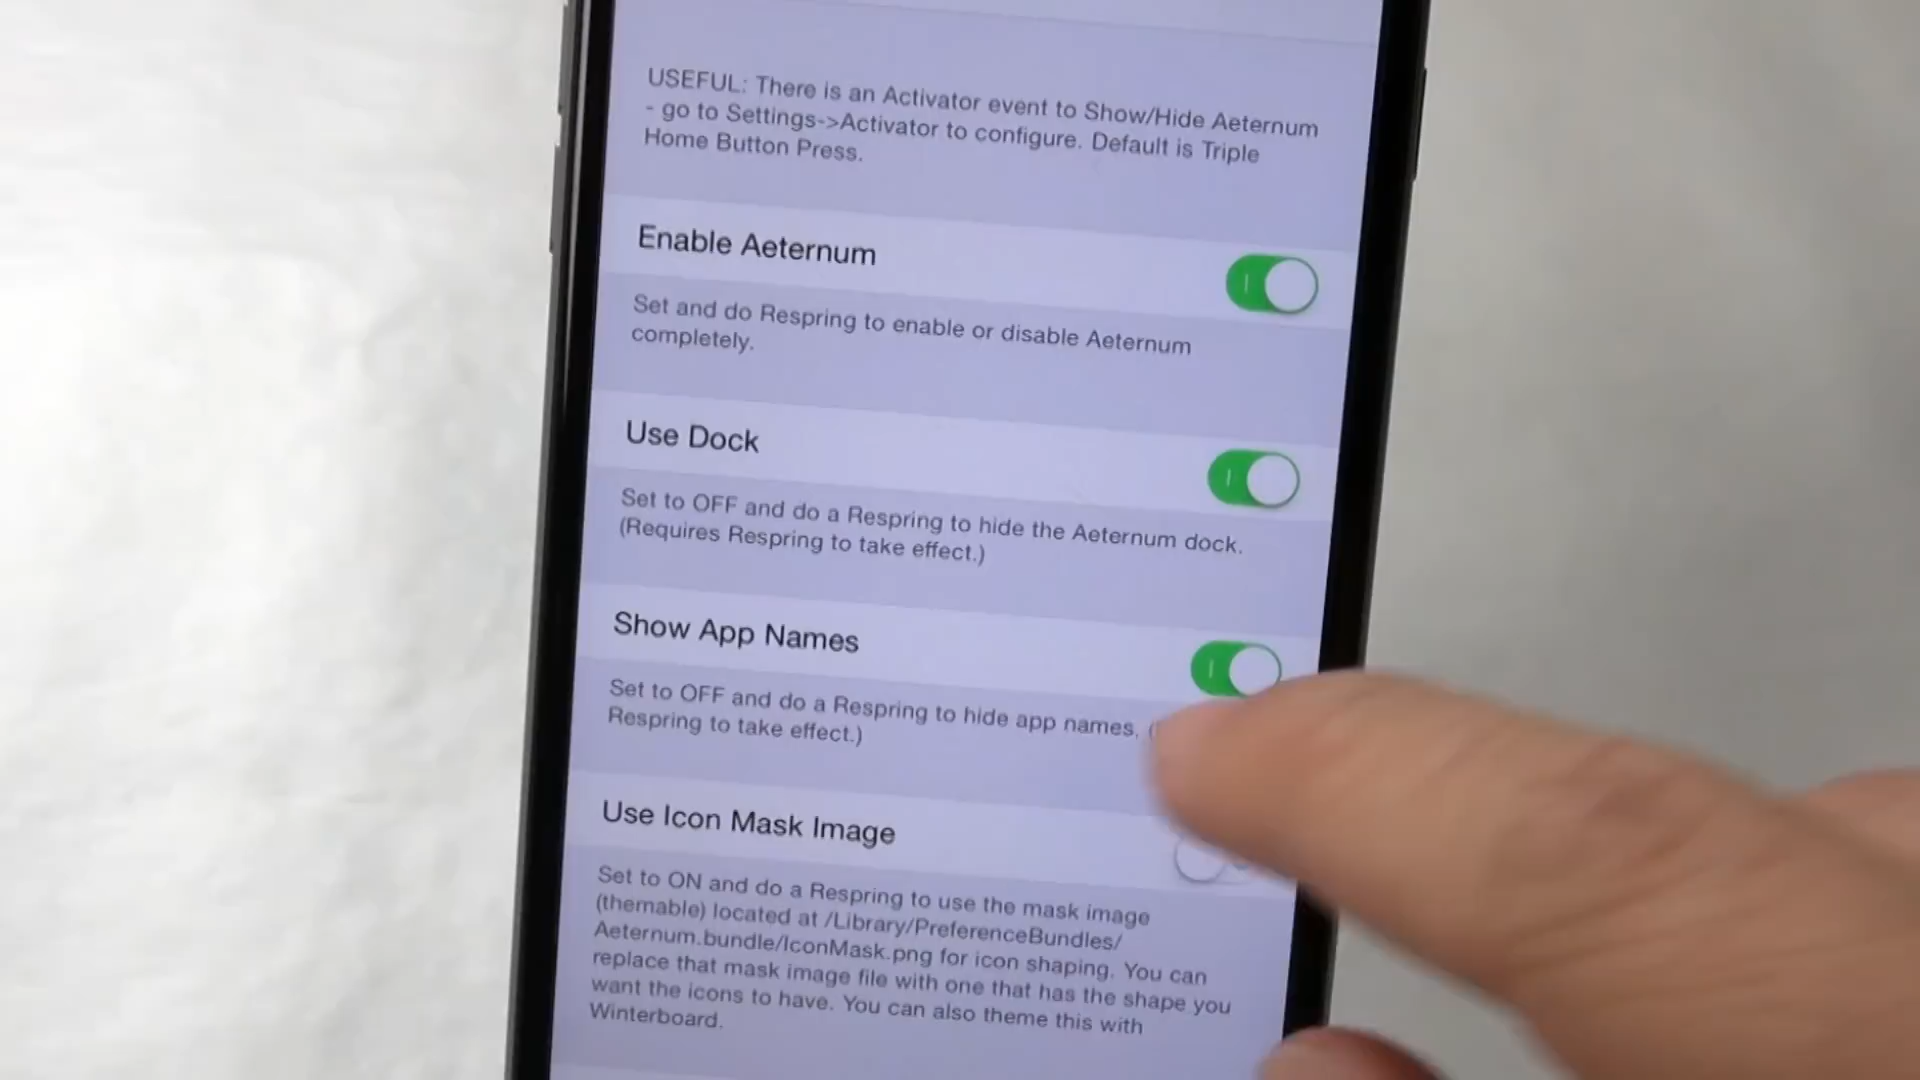 USEFUL: There is an Activator event to Show/Hide Aeternum
- go to Settings->Activator to configure. Default is Triple
Home Button Press.
Enable Aeternum
Set and do Respring to enable or disable Aeternum
completely.
Use Dock
Set to OFF and do a Respring to hide the Aeternum dock.
(Requires Respring to take effect.)
Show App Names
Set to OFF and do a Respring to hide app names, (
Respring to take effect.)
Use Icon Mask Image
Set to ON and do a Respring to use the mask image
(themable) located at /Library/PreferenceBundles/
Aeternum.bundle/IconMask.png for icon shaping. You can
replace that mask image file with one that has the shape you
want the icons to have. You can also theme this with
Winterboard.